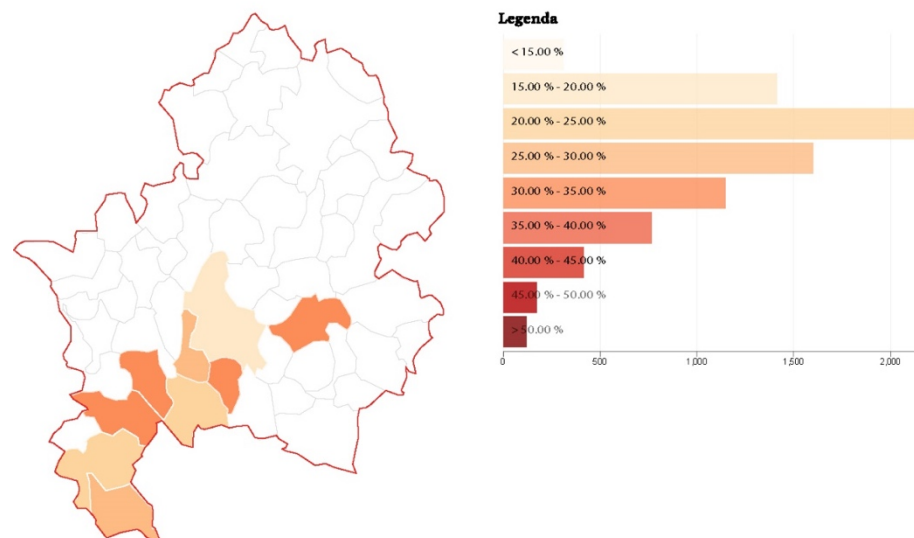 Legenda
< 15.00 %
15.00 % - 20.00 %
20.00 % - 25.00 %
25.00 % - 30.00 %
30.00 % - 35.00 %
35.00 % - 40.00 %
40.00 % - 45.00 %
45.00 % - 50.00 %
>50.00 %
0 500 1,000 1,500 2,000